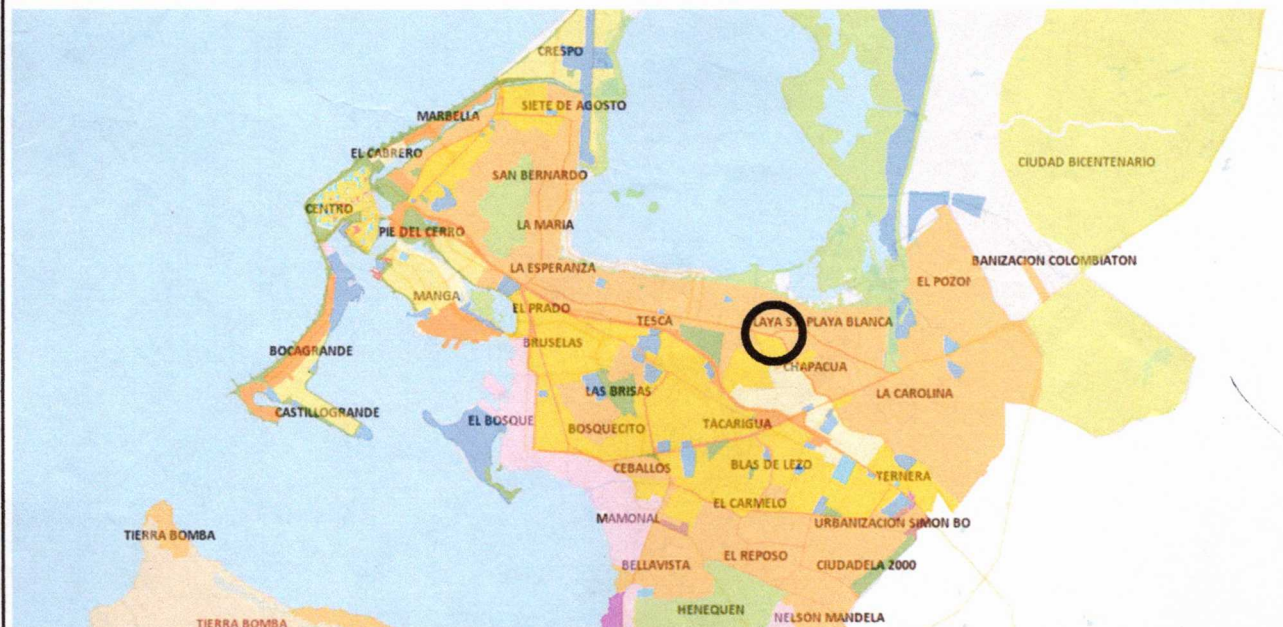 CRESPO
SIETE DE AGOSTO
MARBELLA
EL CABRERO
CIUDAD BICENTENARIO
SAN BERNARDO
CENTRO
LA MARIA
PIE DEL CERRO
BANIZACION COLOMBIATON
LA ESPERANZA
EL POZO
MANGA
EL PRADO
TESCA
LAYA S
PLAYA BLANCA
BRUSELAS
BOCAGRANDE
CHAPACUA
LAS BRISAS
LA CAROLINA
CASTILLOGRANDE
EL BOSQUE
BOSQUECITO
TACARIGUA
CEBALLOS
BLAS DE LEZO
TERNERA
EL CARMELO
MAMONAL
URBANIZACION SIMON BO
TIERRA BOMBA
EL REPOSO
BELLAVISTA
CIUDADELA 2000
HENEQUEN
NELSON MANDELA
TIERRA BOMBA